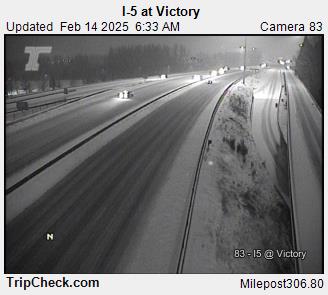 I-5 at Victory
Updated Feb 14 2025 6:33 AM Camera 83
T
N
83 - I5 @ Victory
TripCheck.com Milepost306.80